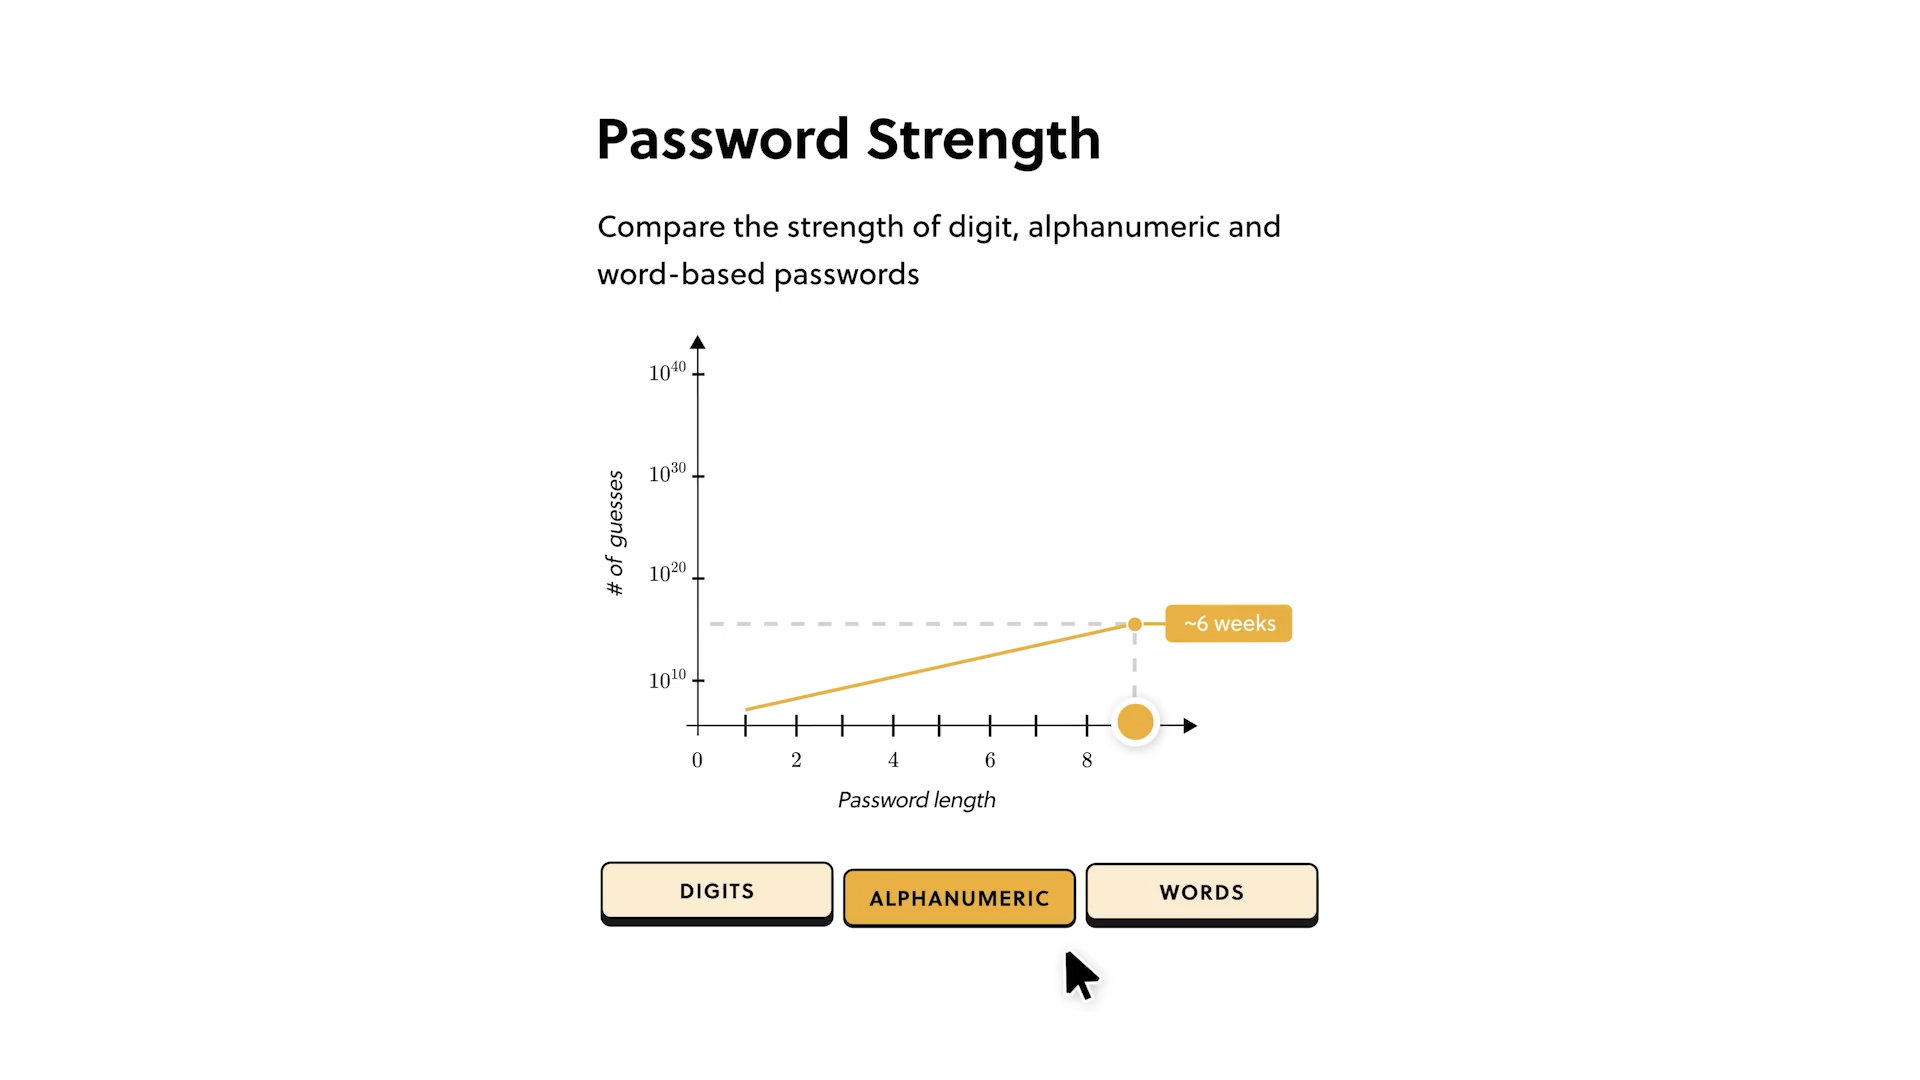 Password Strength
Compare the strength of digit, alphanumeric and
word-based passwords
10^40
10^30
# of guesses
10^20
~6 weeks
10^10
0 2 4 6 8
Password length
DIGITS ALPHANUMERIC WORDS